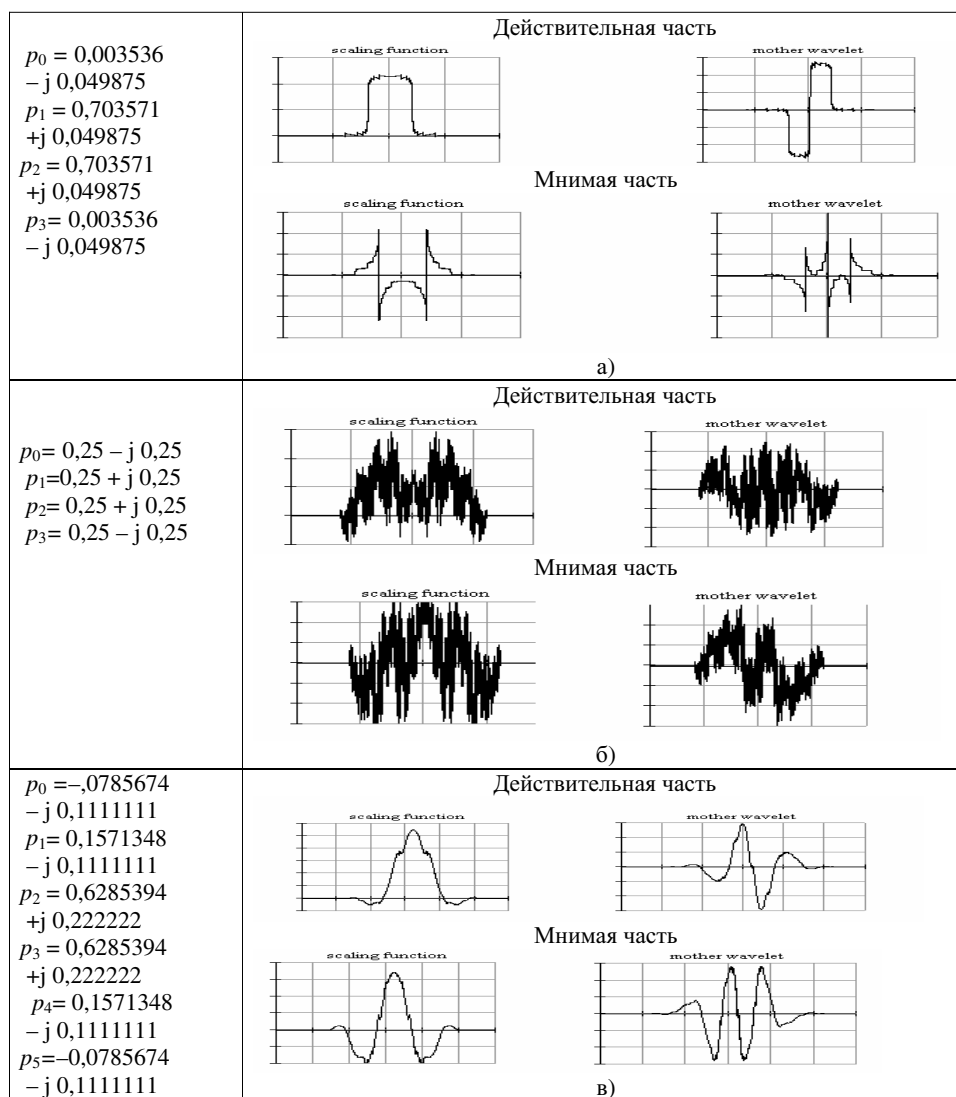 p0 = 0,003536
– j 0,049875
p1 = 0,703571
+j 0,049875
p2 = 0,703571
+j 0,049875
p3= 0,003536
– j 0,049875
Действительная часть
scaling function mother wavelet
Мнимая часть
scaling function mother wavelet
а)
p0= 0,25 – j 0,25
p1=0,25 + j 0,25
p2= 0,25 + j 0,25
p3= 0,25 – j 0,25
Действительная часть
scaling function mother wavelet
Мнимая часть
scaling function mother wavelet
б)
p0 =–,0785674
– j 0,1111111
p1= 0,1571348
– j 0,1111111
p2 = 0,6285394
+j 0,222222
p3 = 0,6285394
+j 0,222222
p4= 0,1571348
– j 0,1111111
p5=–0,0785674
– j 0,1111111
Действительная часть
scaling function mother wavelet
Мнимая часть
scaling function mother wavelet
в)